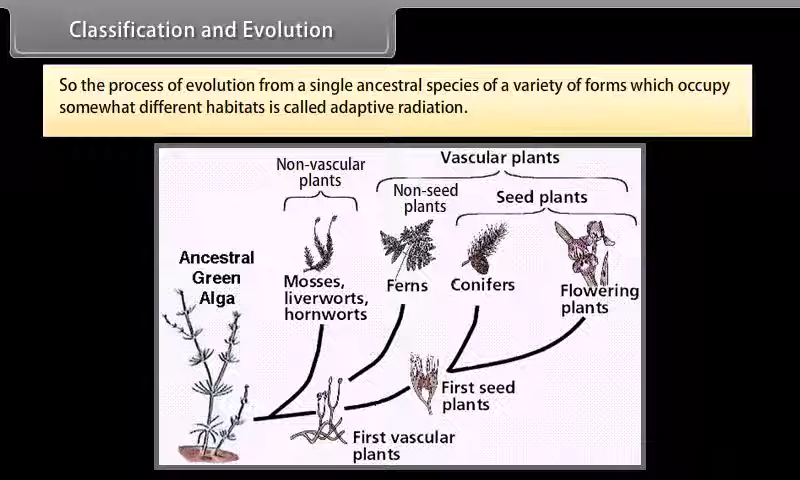 Classification and Evolution
So the process of evolution from a single ancestral species of a variety of forms which occupy
somewhat different habitats is called adaptive radiation.
Vascular plants
Non-vascular
plants
Non-seed
plants
Seed plants
Ancestral
Green
Alga
Mosses,
liverworts,
hornworts
Ferns
Conifers
Flowering
plants
First seed
plants
First vascular
plants